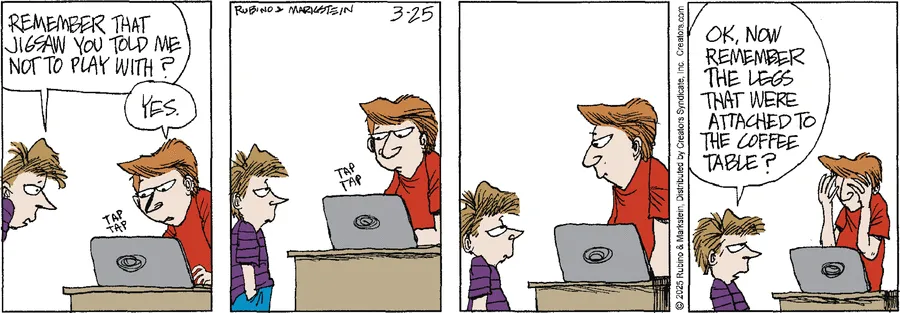 REMEMBER THAT
JIGSAW YOU TOLD ME
NOT TO PLAY WITH?
YES.
TAP
TAP
RUBINO & MARKSTEIN
3-25
TAP
TAP
© 2025 Rubino & Markstein, Distributed by Creators Syndicate, Inc. Creators.com
OK, NOW
REMEMBER
THE LEGS
THAT WERE
ATTACHED TO
THE COFFEE
TABLE?